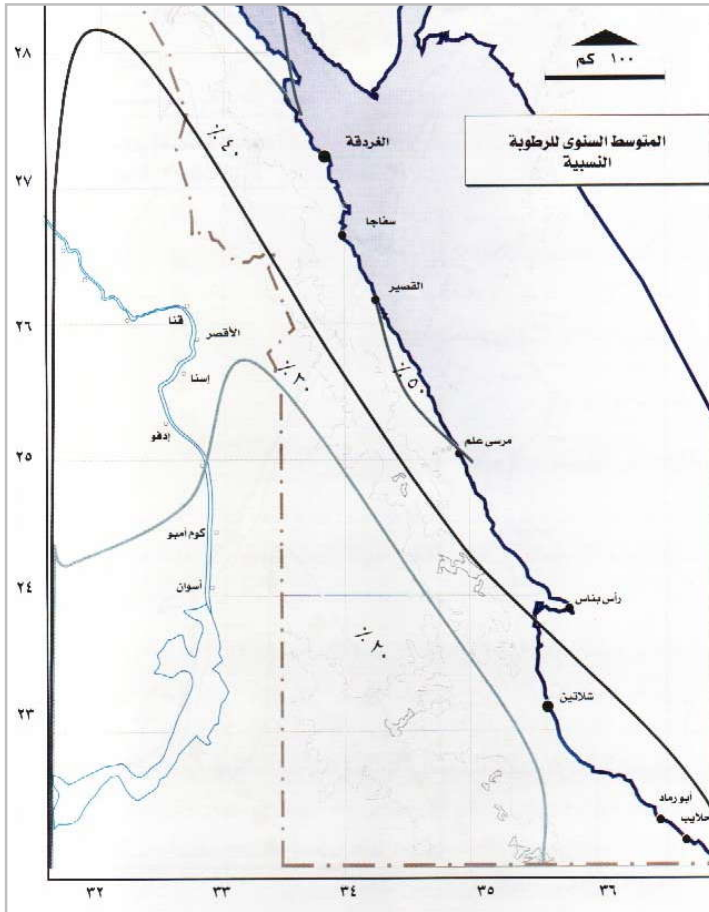 ١٠٠ كم
المتوسط السنوى للرطوبة
النسبية
٢٨
٢٧
٢٦
٢٥
٢٤
٢٣
٪٤٠
الغردقة
سفاجا
القصير
قنا
الأقصر
٪٣٠
٪٥٠
إسنا
إدفو
مرسى علم
كوم أمبو
أسوان
رأس بناس
٪٢٠
شلاتين
أبو رماد
حلايب
٣٢
٣٣
٣٤
٣٥
٣٦